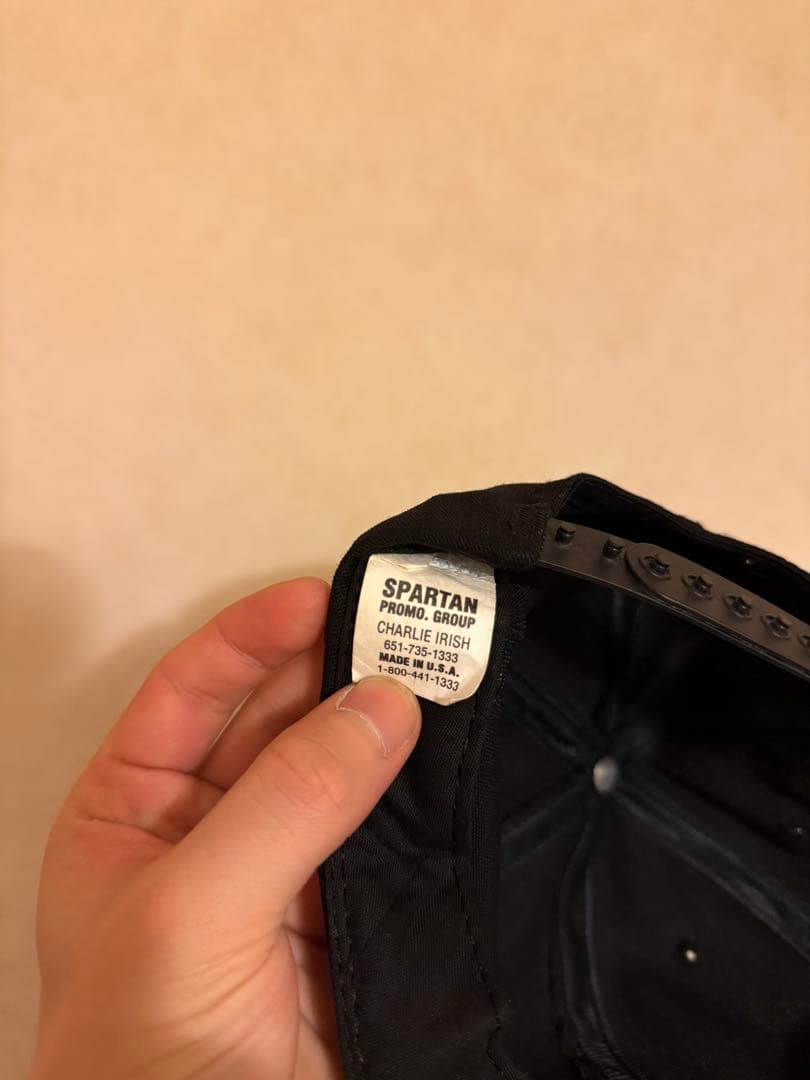 SPARTAN
PROMO. GROUP
CHARLIE IRISH
651-735-1333
MADE IN U.S.A.
1-800-441-1333